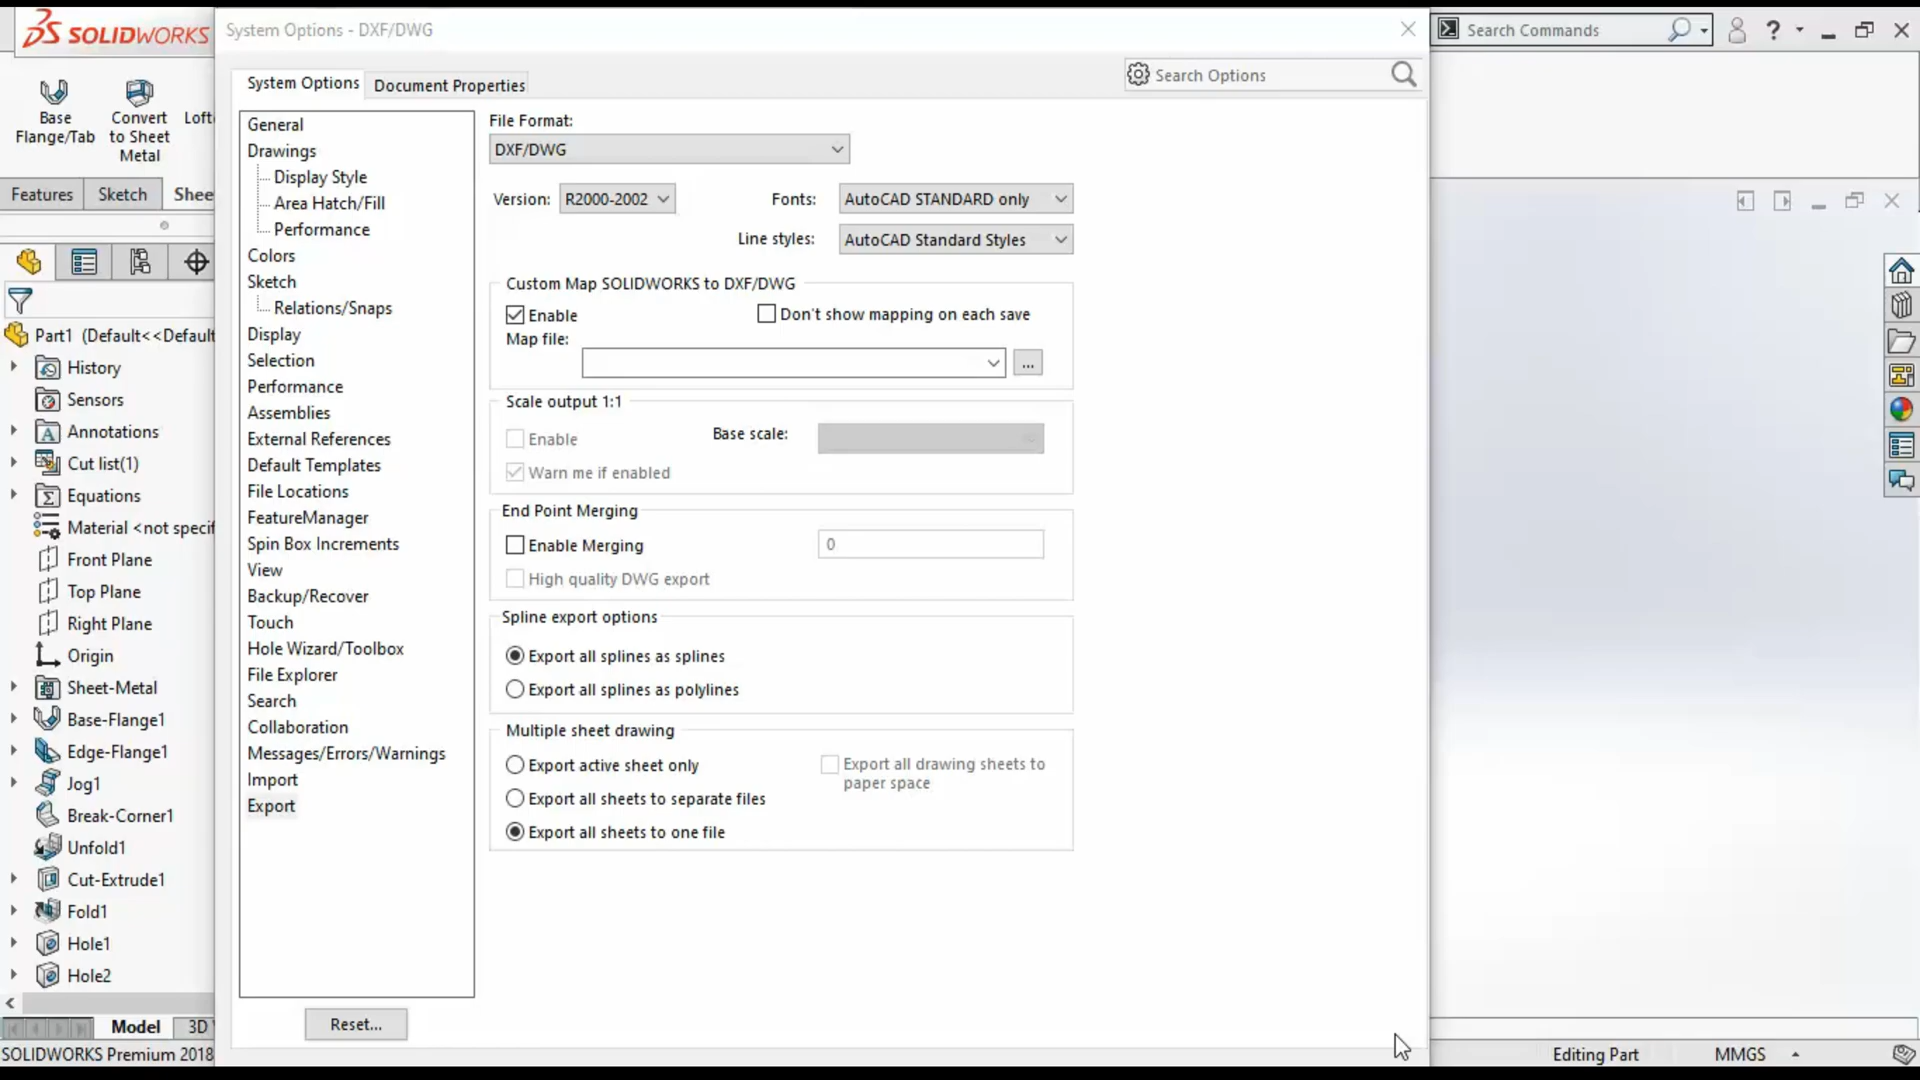 SOLIDWORKS
System Options - DXF/DWG
Search Commands
System Options
Document Properties
Search Options
Base
Flange/Tab
Convert
to Sheet
Metal
Loft
Features
Sketch
Shee
Part1 (Default<<Default
History
Sensors
Annotations
Cut list(1)
Equations
Material <not specif
Front Plane
Top Plane
Right Plane
Origin
Sheet-Metal
Base-Flange1
Edge-Flange1
Jog1
Break-Corner1
Unfold1
Cut-Extrude1
Fold1
Hole1
Hole2
Model
3D
SOLIDWORKS Premium 2018
General
Drawings
Display Style
Area Hatch/Fill
Performance
Colors
Sketch
Relations/Snaps
Display
Selection
Performance
Assemblies
External References
Default Templates
File Locations
FeatureManager
Spin Box Increments
View
Backup/Recover
Touch
Hole Wizard/Toolbox
File Explorer
Search
Collaboration
Messages/Errors/Warnings
Import
Export
Reset...
File Format:
DXF/DWG
Version: R2000-2002
Fonts: AutoCAD STANDARD only
Line styles: AutoCAD Standard Styles
Custom Map SOLIDWORKS to DXF/DWG
Enable
Don't show mapping on each save
Map file:
...
Scale output 1:1
Enable
Base scale:
Warn me if enabled
End Point Merging
Enable Merging
0
High quality DWG export
Spline export options
Export all splines as splines
Export all splines as polylines
Multiple sheet drawing
Export active sheet only
Export all drawing sheets to
paper space
Export all sheets to separate files
Export all sheets to one file
Editing Part
MMGS